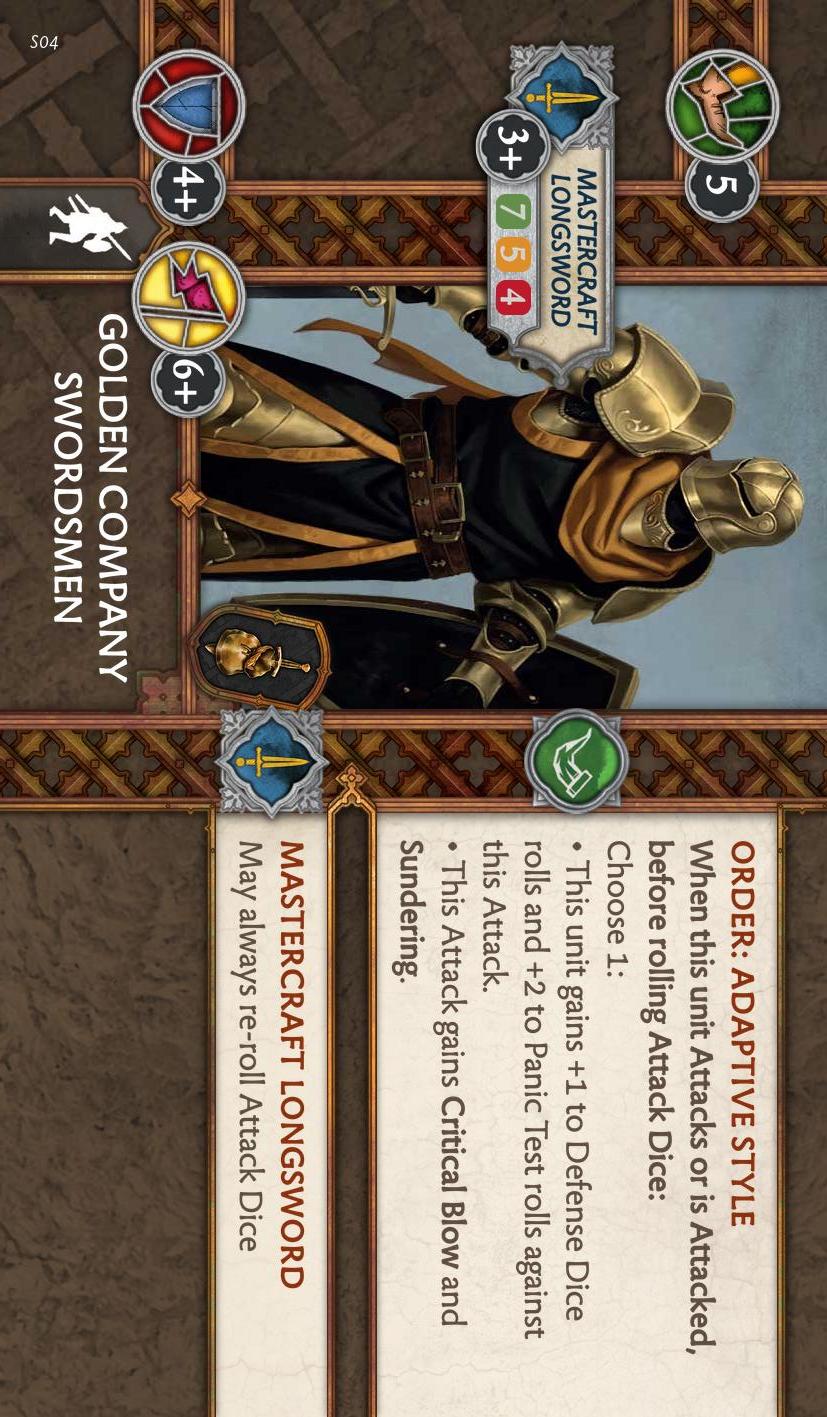 5
MASTERCRAFT
LONGSWORD
3+
7 5 4
4+
6+
GOLDEN COMPANY
SWORDSMEN
S04
ORDER: ADAPTIVE STYLE
When this unit Attacks or is Attacked,
before rolling Attack Dice:
Choose 1:
• This unit gains +1 to Defense Dice
rolls and +2 to Panic Test rolls against
this Attack.
• This Attack gains Critical Blow and
Sundering.
MASTERCRAFT LONGSWORD
May always re-roll Attack Dice